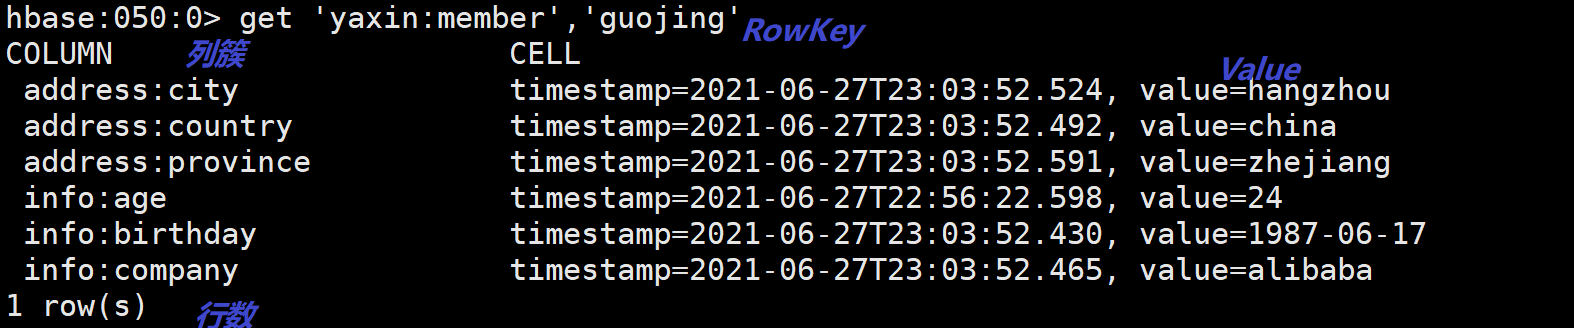 hbase:050:0> get 'yaxin:member','guojing' RowKey
COLUMN 列簇 CELL Value
address:city timestamp=2021-06-27T23:03:52.524, value=hangzhou
address:country timestamp=2021-06-27T23:03:52.492, value=china
address:province timestamp=2021-06-27T23:03:52.591, value=zhejiang
info:age timestamp=2021-06-27T22:56:22.598, value=24
info:birthday timestamp=2021-06-27T23:03:52.430, value=1987-06-17
info:company timestamp=2021-06-27T23:03:52.465, value=alibaba
1 row(s) 行数